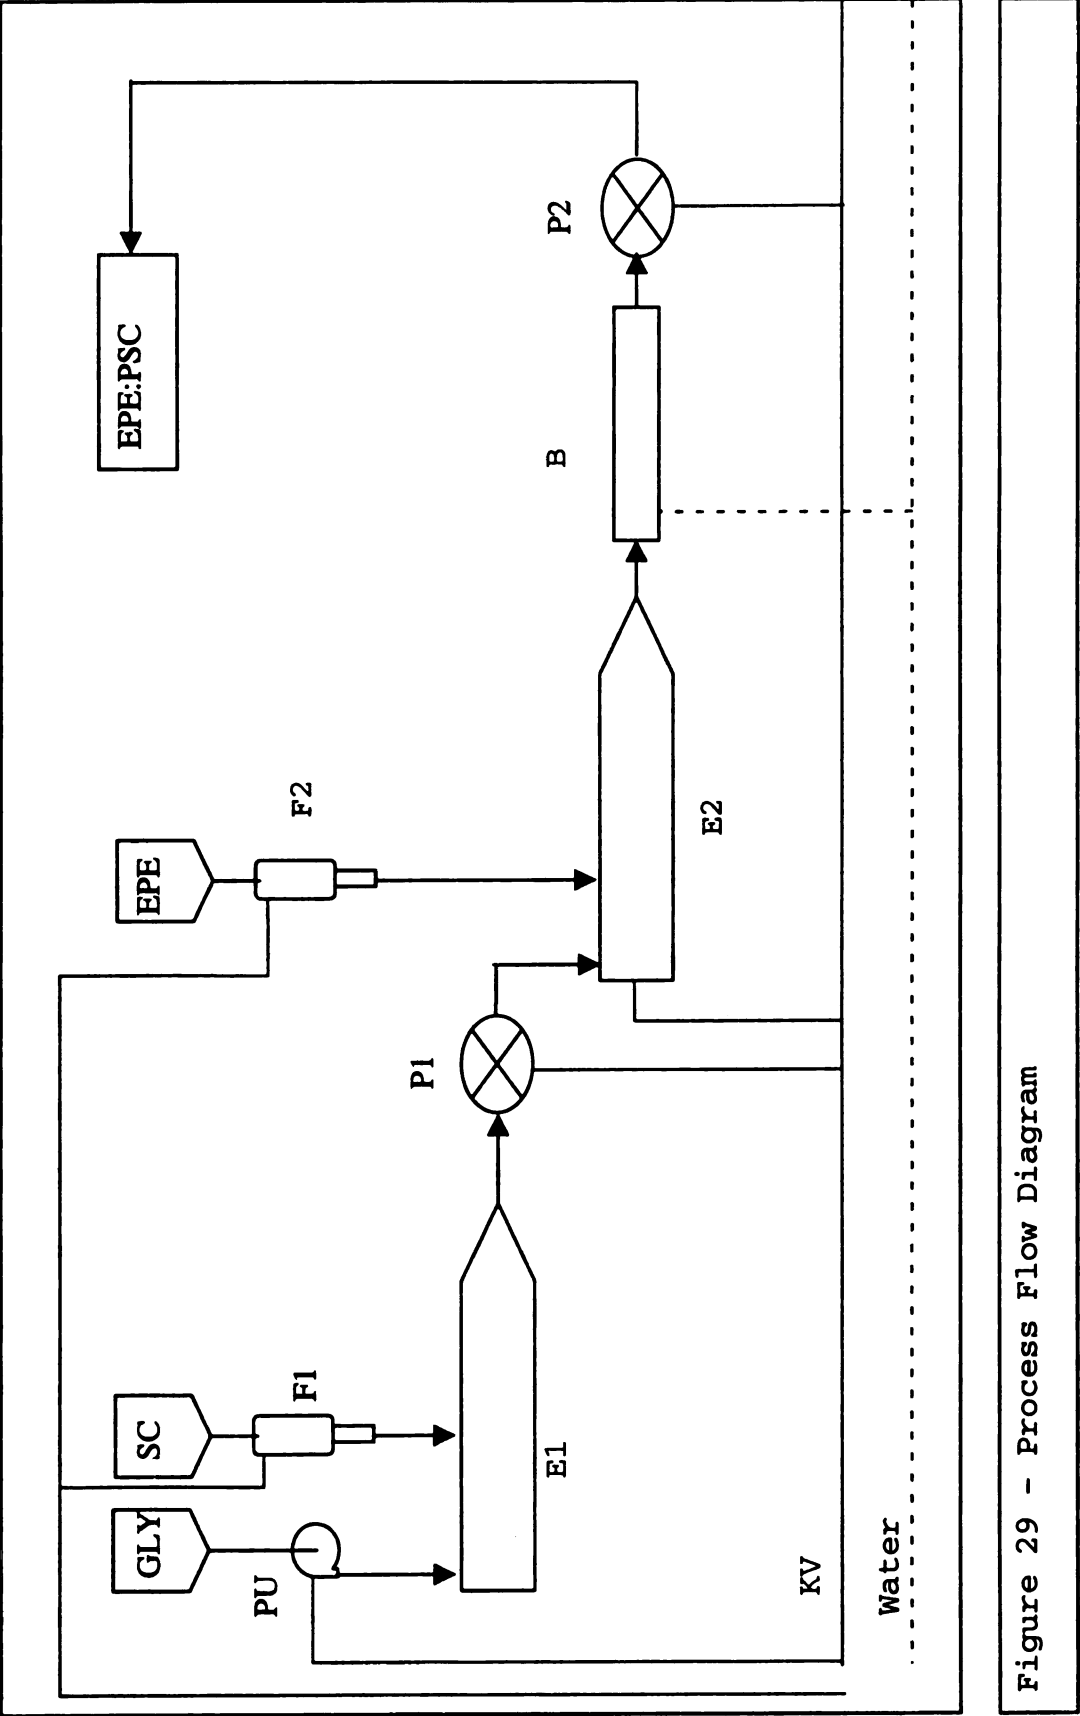 GLY
SC
EPE
EPE:PSC
PU
F1
F2
P1
P2
B
E1
E2
KV
Water
Figure 29 - Process Flow Diagram